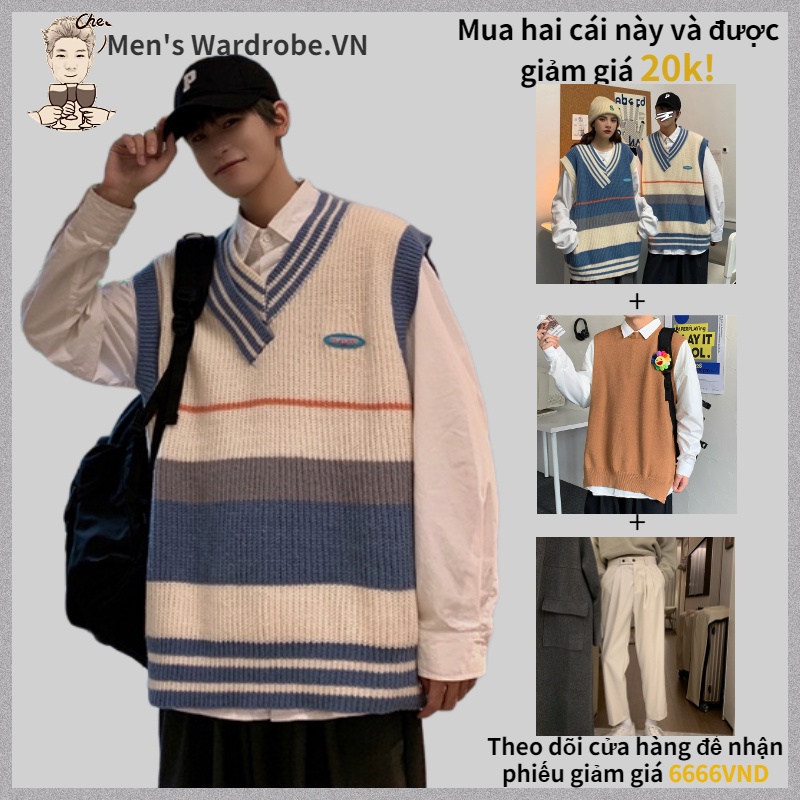 Chee
Men's Wardrobe.VN
Mua hai cái này và được
giảm giá 20k!
P
Theo dõi cửa hàng để nhận
phiếu giảm giá 6666VND